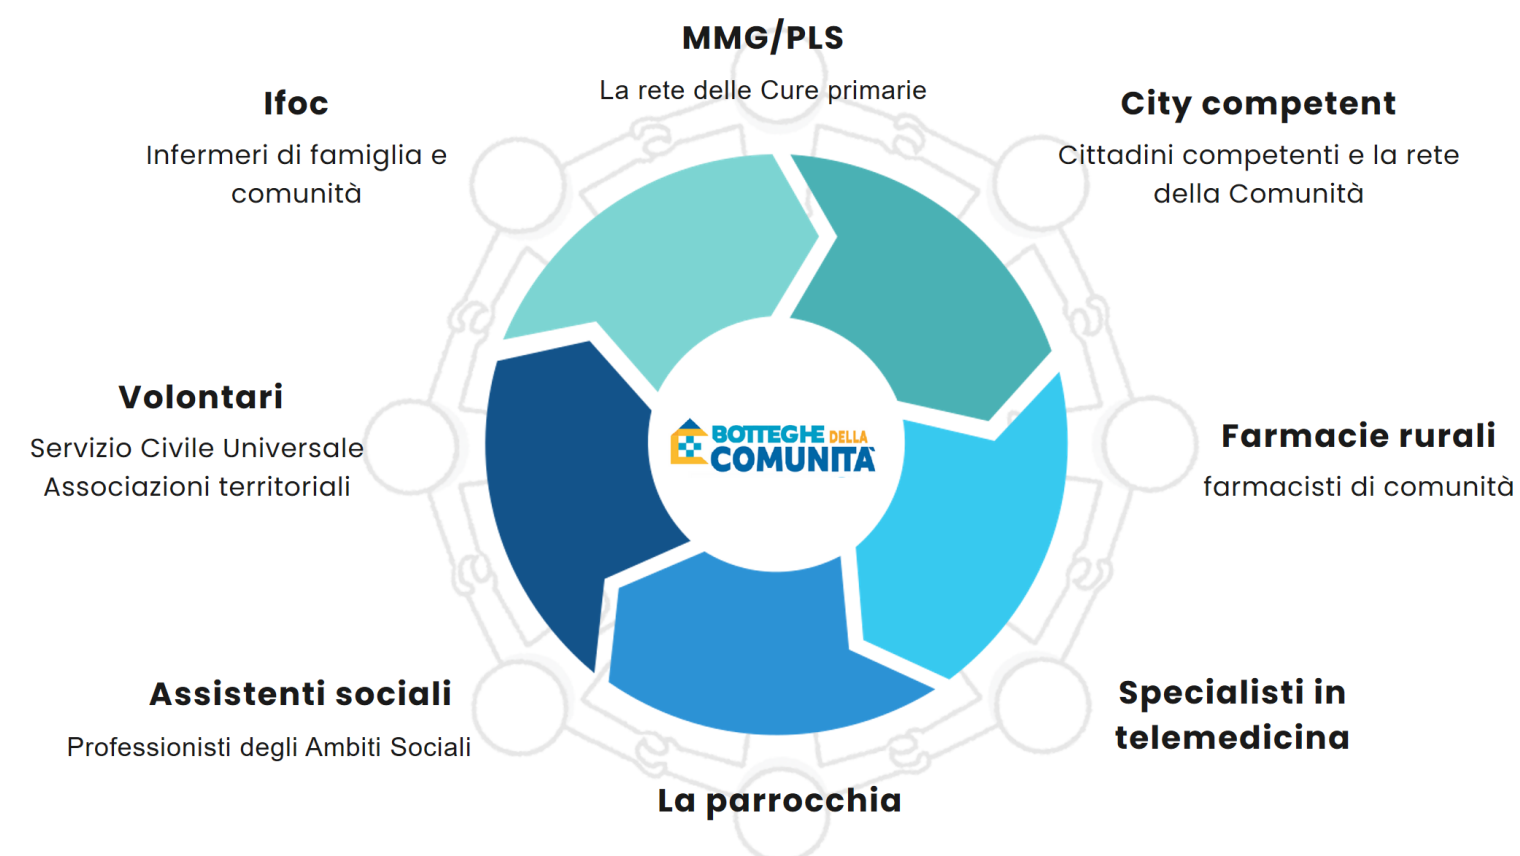 MMG/PLS
La rete delle Cure primarie
Ifoc
Infermeri di famiglia e
comunità
City competent
Cittadini competenti e la rete
della Comunità
Volontari
Servizio Civile Universale
Associazioni territoriali
BOTTEGHE DELLA
COMUNITÀ
Farmacie rurali
farmacisti di comunità
Assistenti sociali
Professionisti degli Ambiti Sociali
Specialisti in
telemedicina
La parrocchia